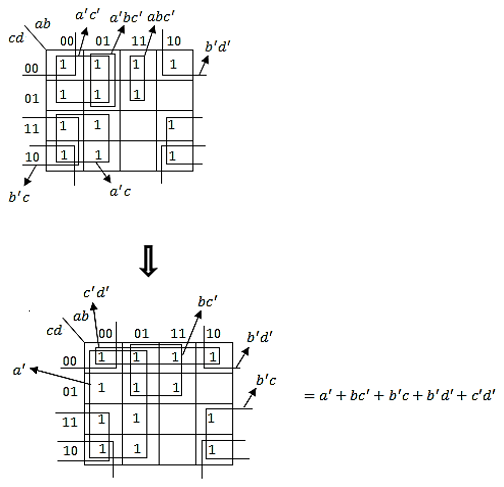 a'c' a'bc' abc'
ab
cd 00 01 11 10
b'd'
00 1 1 1 1
01 1 1 1
11 1 1 1
10 1 1 1
b'c a'c
⇓
c'd' bc'
ab
cd 00 01 11 10
b'd'
00 1 1 1 1
a' b'c
01 1 1 1 = a' + bc' + b'c + b'd' + c'd'
11 1 1 1
10 1 1 1